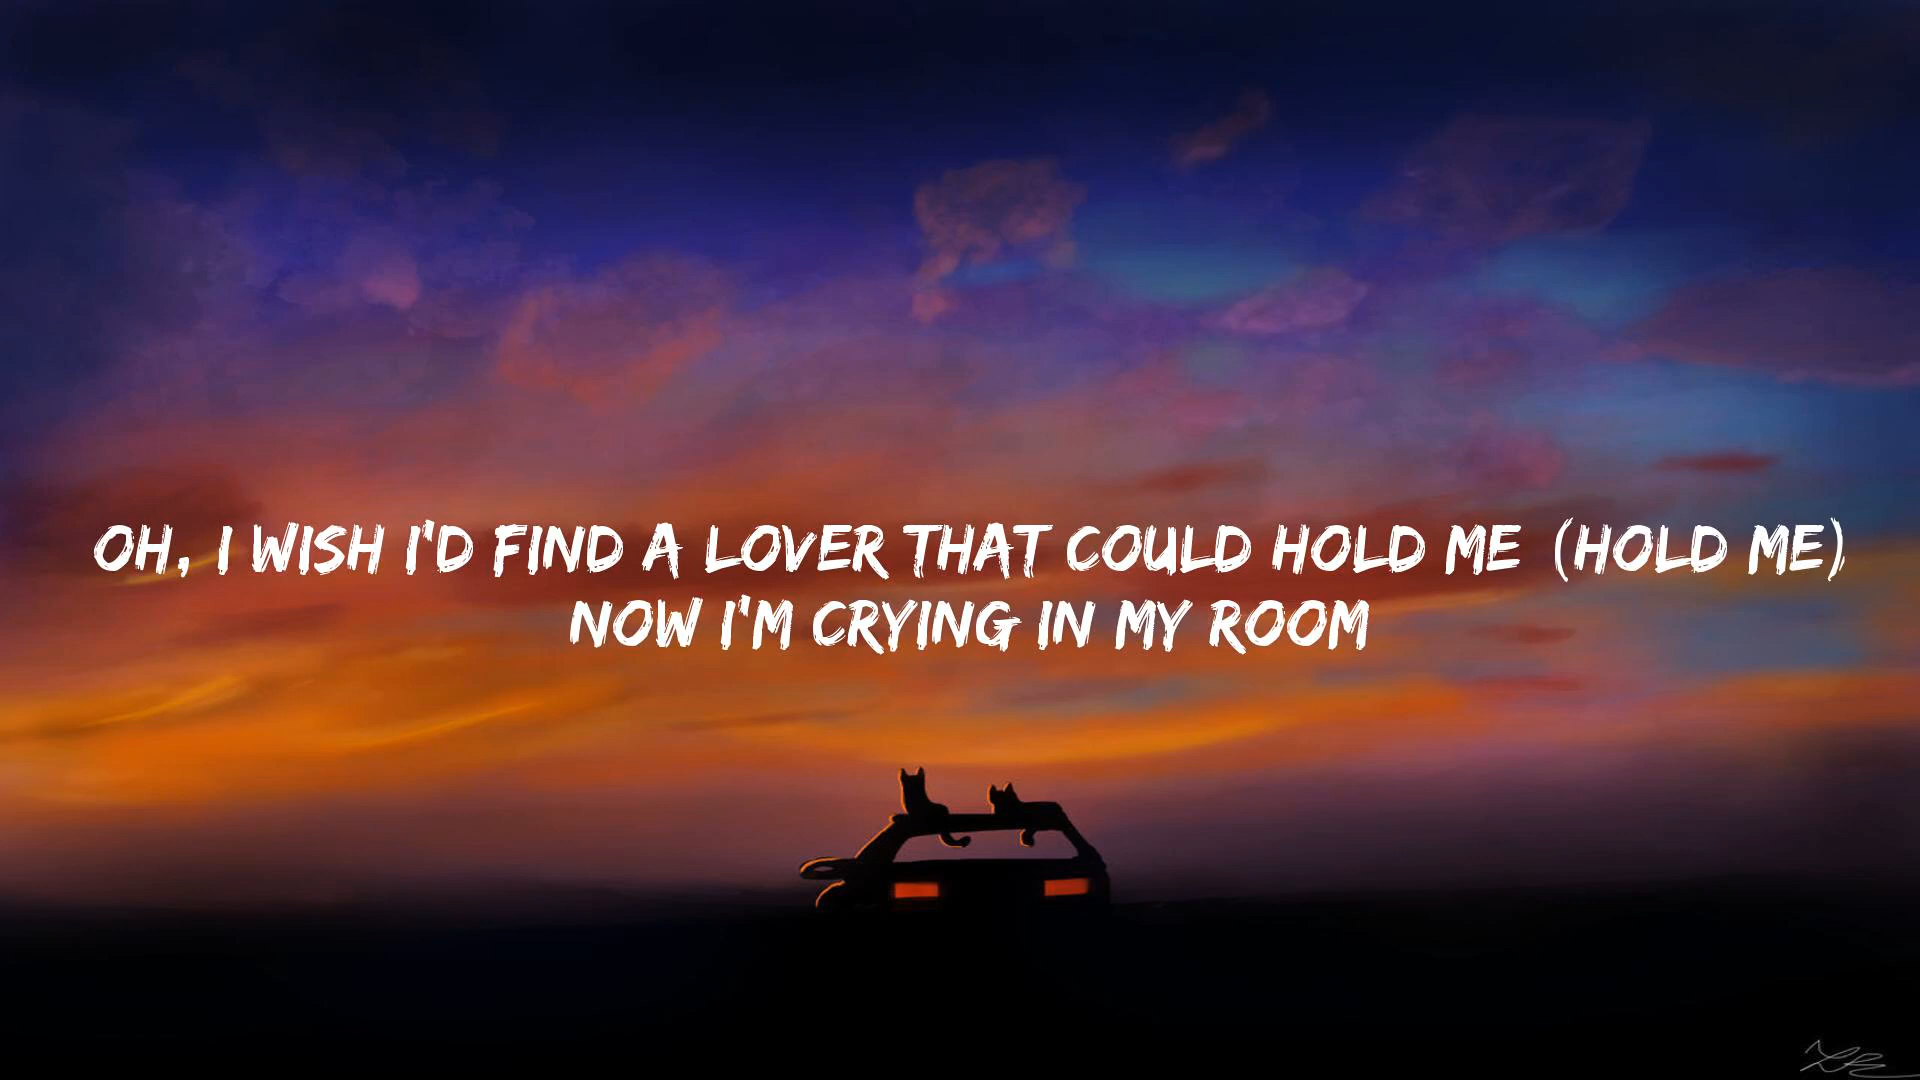 OH, I WISH I'D FIND A LOVER THAT COULD HOLD ME (HOLD ME)
NOW I'M CRYING IN MY ROOM